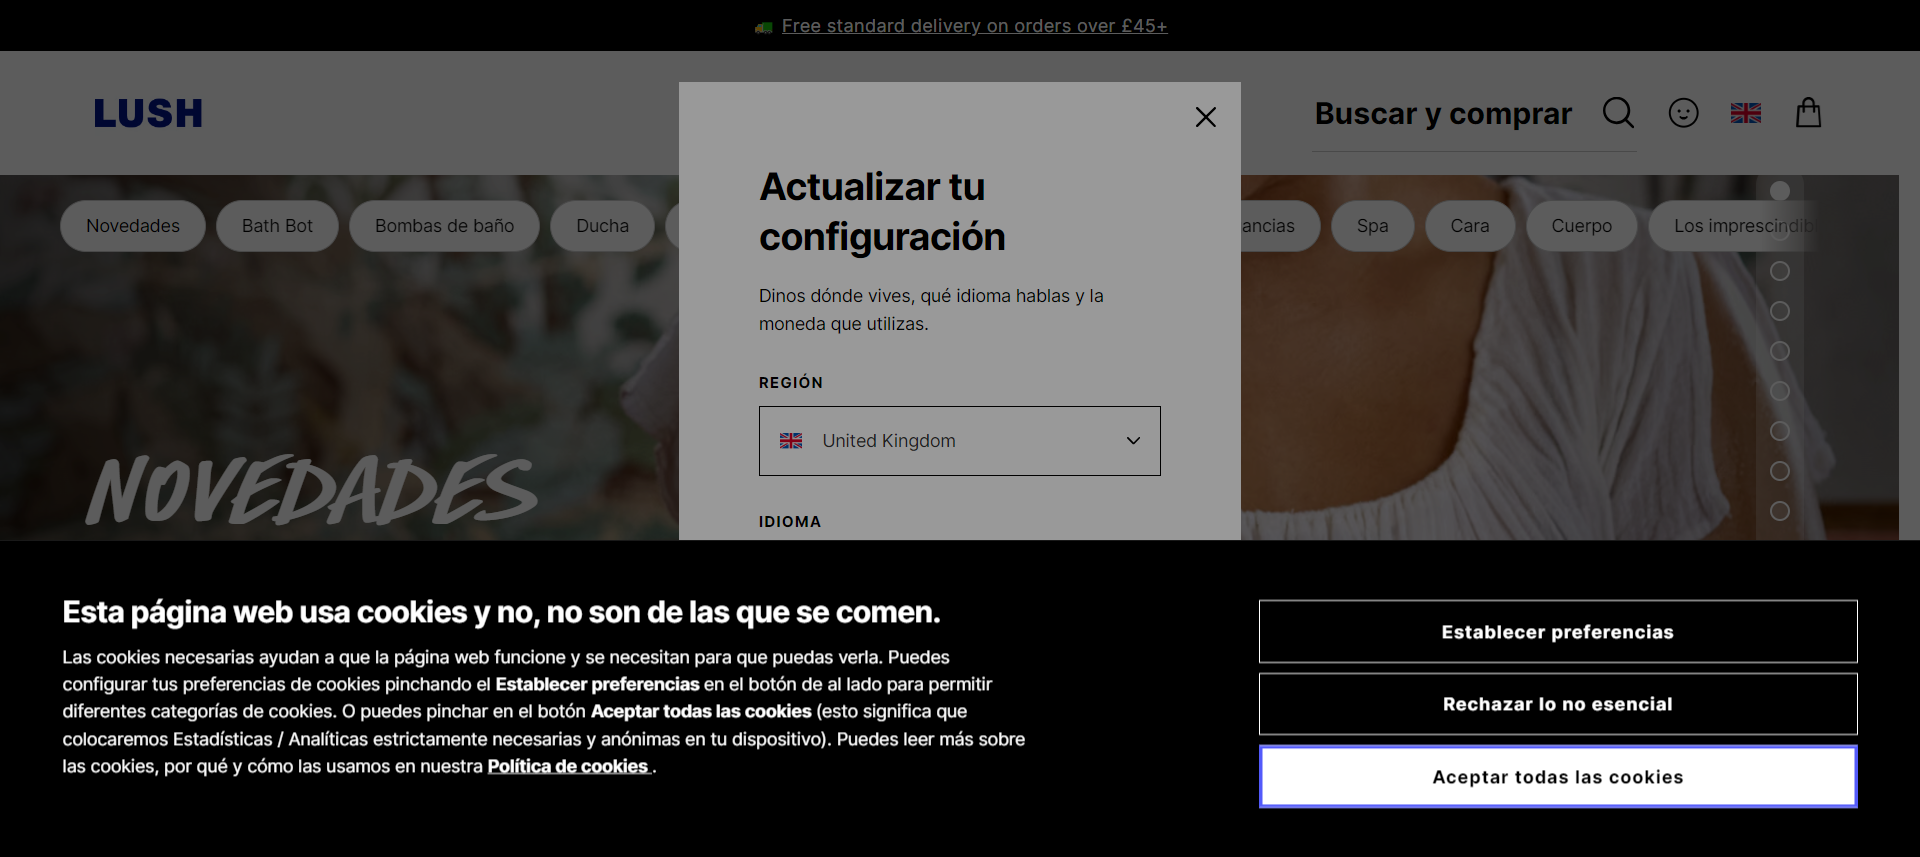 Free standard delivery on orders over £45+
LUSH
Buscar y comprar
Novedades
Bath Bot
Bombas de baño
Ducha
ancias
Spa
Cara
Cuerpo
Los imprescindib
NOVEDADES
Actualizar tu
configuración
Dinos dónde vives, qué idioma hablas y la
moneda que utilizas.
REGIÓN
United Kingdom
IDIOMA
Esta página web usa cookies y no, no son de las que se comen.
Las cookies necesarias ayudan a que la página web funcione y se necesitan para que puedas verla. Puedes
configurar tus preferencias de cookies pinchando el Establecer preferencias en el botón de al lado para permitir
diferentes categorías de cookies. O puedes pinchar en el botón Aceptar todas las cookies (esto significa que
colocaremos Estadísticas / Analíticas estrictamente necesarias y anónimas en tu dispositivo). Puedes leer más sobre
las cookies, por qué y cómo las usamos en nuestra Política de cookies .
Establecer preferencias
Rechazar lo no esencial
Aceptar todas las cookies